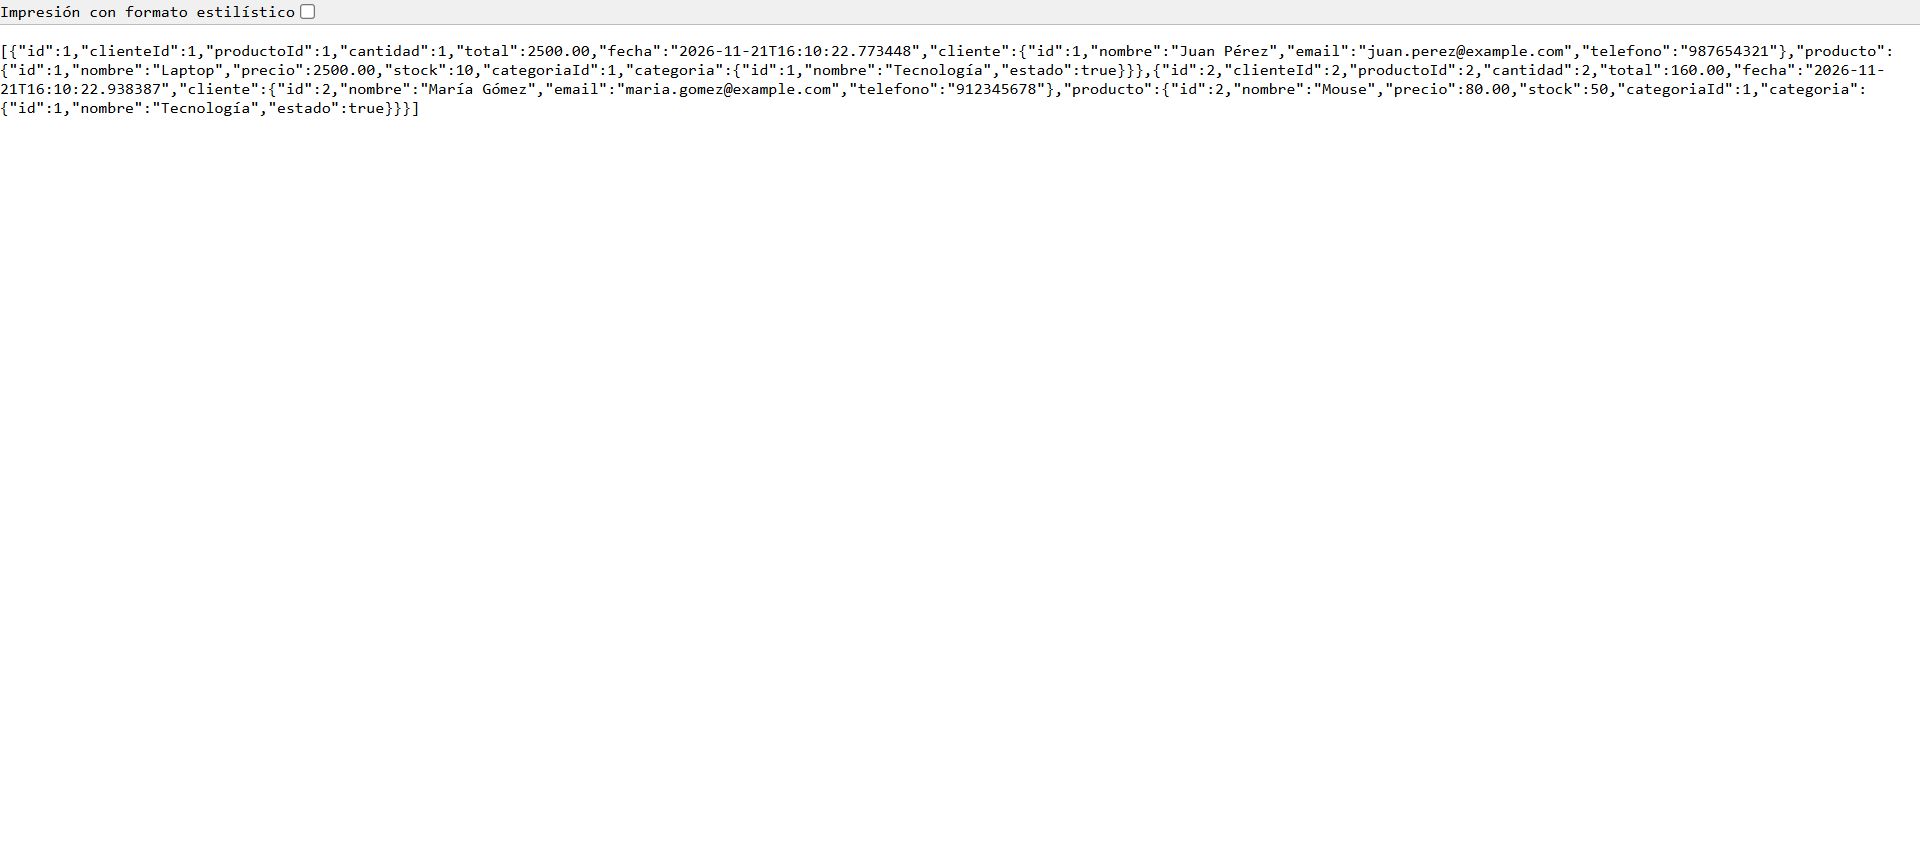 Impresión con formato estilístico
[{"id":1,"clienteId":1,"productoId":1,"cantidad":1,"total":2500.00,"fecha":"2026-11-21T16:10:22.773448","cliente":{"id":1,"nombre":"Juan Pérez","email":"juan.perez@example.com","telefono":"987654321"},"producto":
{"id":1,"nombre":"Laptop","precio":2500.00,"stock":10,"categoriaId":1,"categoria":{"id":1,"nombre":"Tecnología","estado":true}}},{"id":2,"clienteId":2,"productoId":2,"cantidad":2,"total":160.00,"fecha":"2026-11-
21T16:10:22.938387","cliente":{"id":2,"nombre":"María Gómez","email":"maria.gomez@example.com","telefono":"912345678"},"producto":{"id":2,"nombre":"Mouse","precio":80.00,"stock":50,"categoriaId":1,"categoria":
{"id":1,"nombre":"Tecnología","estado":true}}}]